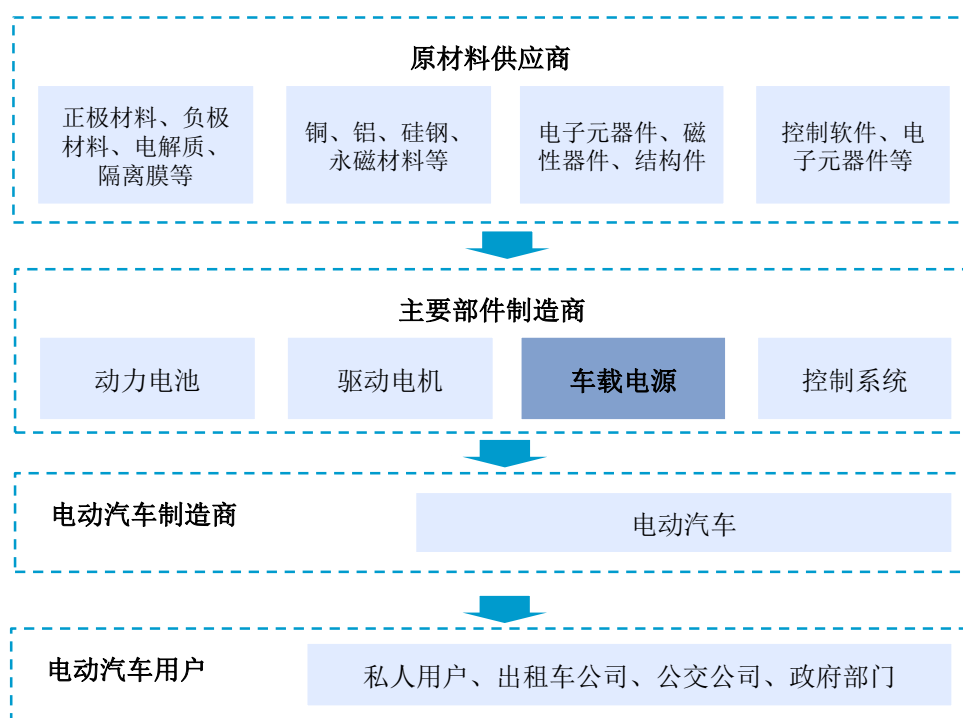 原材料供应商
正极材料、负极
材料、电解质、
隔离膜等
铜、铝、硅钢、
永磁材料等
电子元器件、磁
性器件、结构件
控制软件、电
子元器件等
主要部件制造商
动力电池
驱动电机
车载电源
控制系统
电动汽车制造商
电动汽车
电动汽车用户
私人用户、出租车公司、公交公司、政府部门